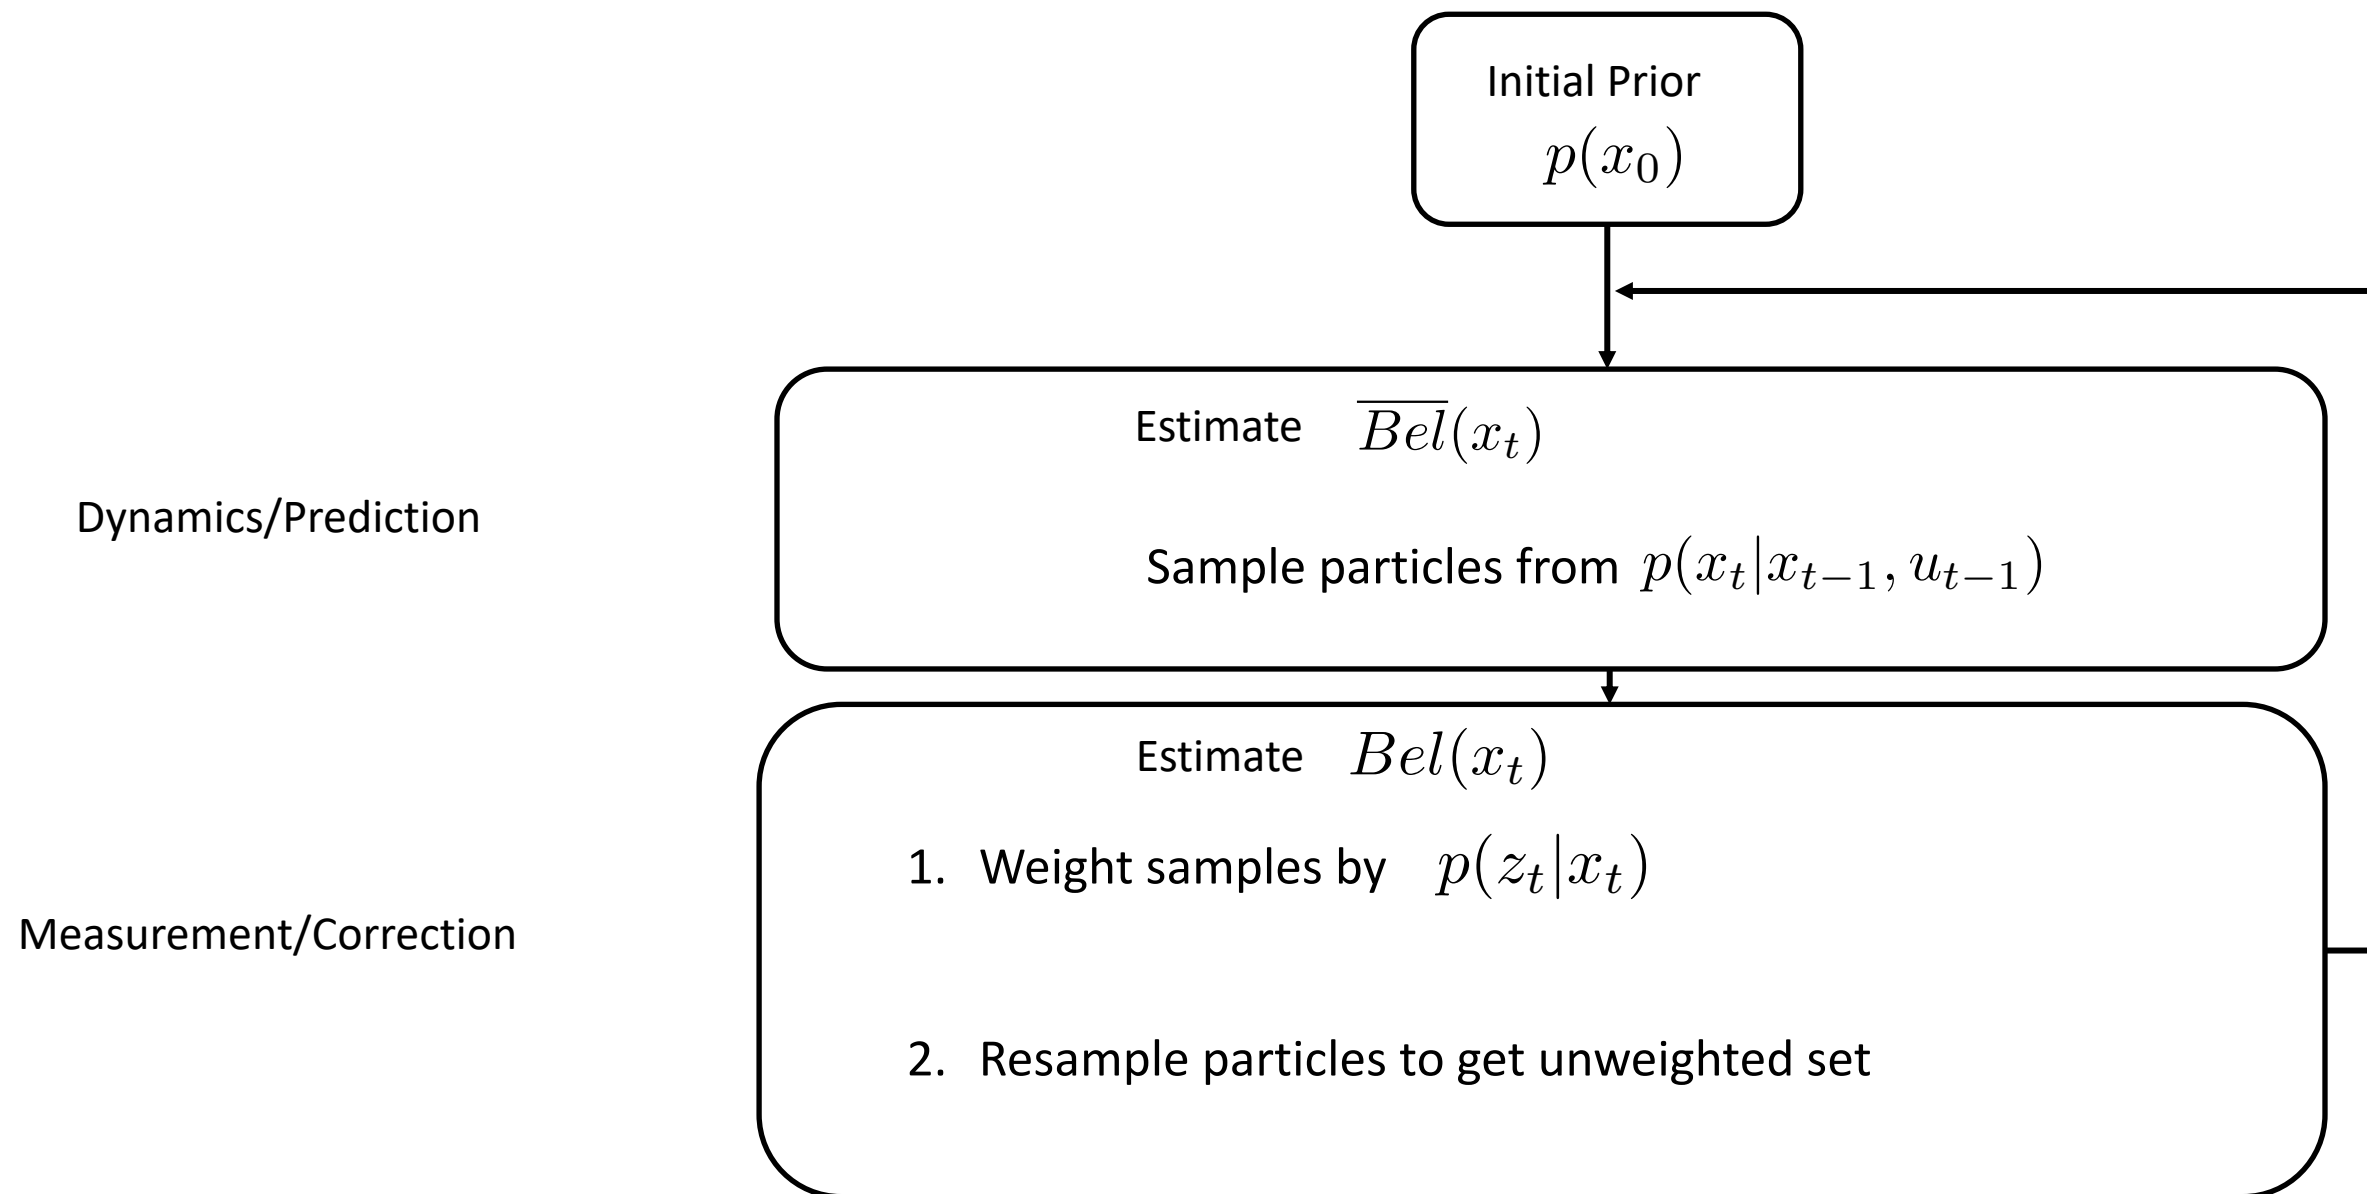 Initial Prior
p(x₀)
Estimate $\overline{Bel}(x_t)$
Dynamics/Prediction
Sample particles from $p(x_t|x_{t-1}, u_{t-1})$
Estimate $Bel(x_t)$
1. Weight samples by $p(z_t|x_t)$
Measurement/Correction
2. Resample particles to get unweighted set